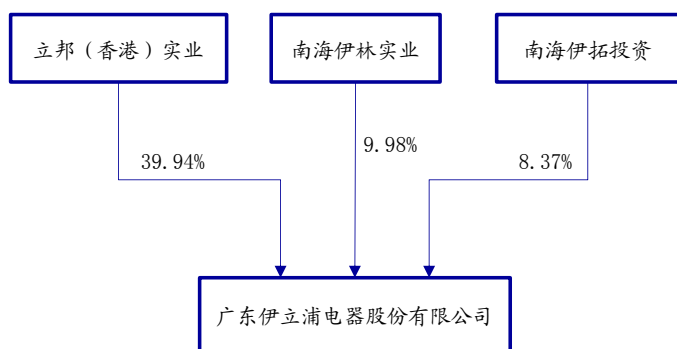 立邦（香港）实业
南海伊林实业
南海伊拓投资
39.94%
9.98%
8.37%
广东伊立浦电器股份有限公司